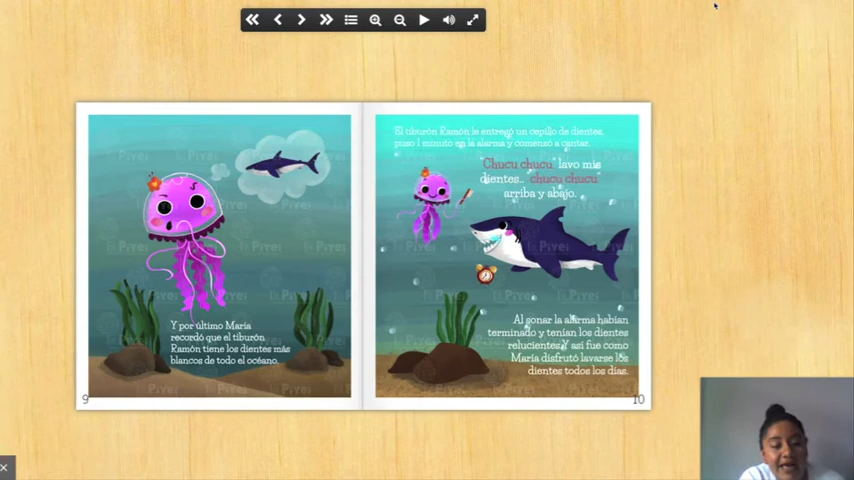 Y por último María
recordó que el tiburón
Ramón tiene los dientes más
blancos de todo el océano.
9
El tiburón Ramón le entregó un cepillo de dientes,
puso 1 minuto en la alarma y comenzó a cantar.
"Chucu chucu" lavo mis
dientes... "chucu chucu"
arriba y abajo.
Al sonar la alarma habían
terminado y tenían los dientes
relucientes.Y así fue como
María disfrutó lavarse los
dientes todos los días.
10